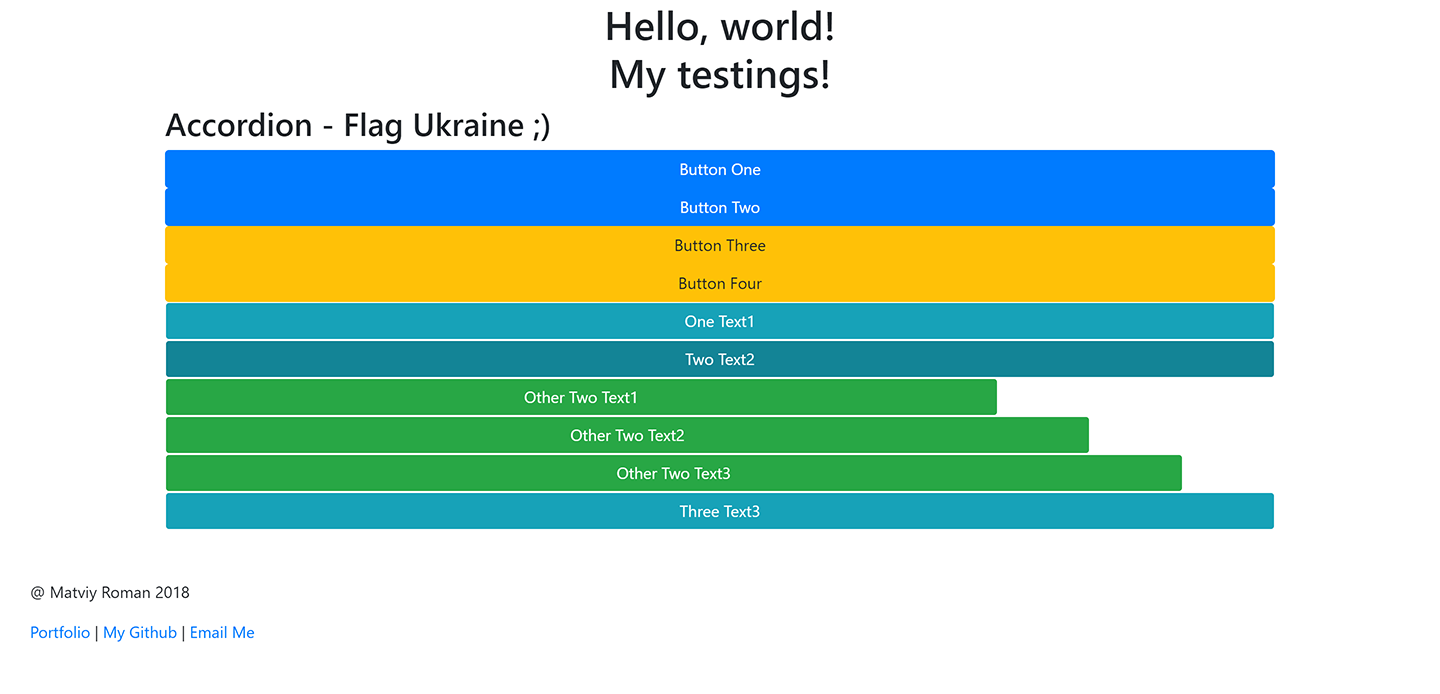 Hello, world!
My testings!
Accordion - Flag Ukraine ;)
Button One
Button Two
Button Three
Button Four
One Text1
Two Text2
Other Two Text1
Other Two Text2
Other Two Text3
Three Text3
@ Matviy Roman 2018
Portfolio | My Github | Email Me